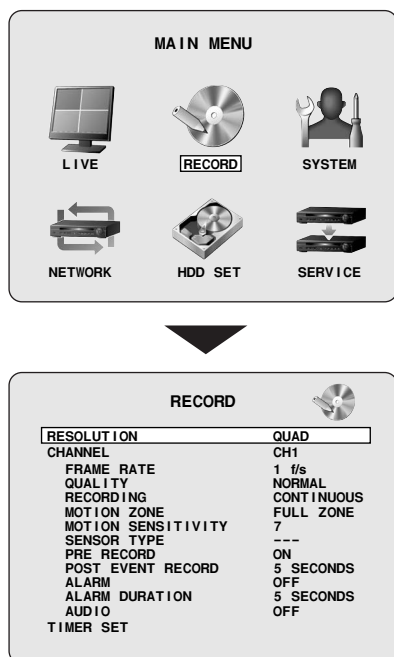 MAIN MENU
LIVE RECORD SYSTEM
NETWORK HDD SET SERVICE
RECORD
RESOLUTION QUAD
CHANNEL CH1
FRAME RATE 1 f/s
QUALITY NORMAL
RECORDING CONTINUOUS
MOTION ZONE FULL ZONE
MOTION SENSITIVITY 7
SENSOR TYPE ---
PRE RECORD ON
POST EVENT RECORD 5 SECONDS
ALARM OFF
ALARM DURATION 5 SECONDS
AUDIO OFF
TIMER SET